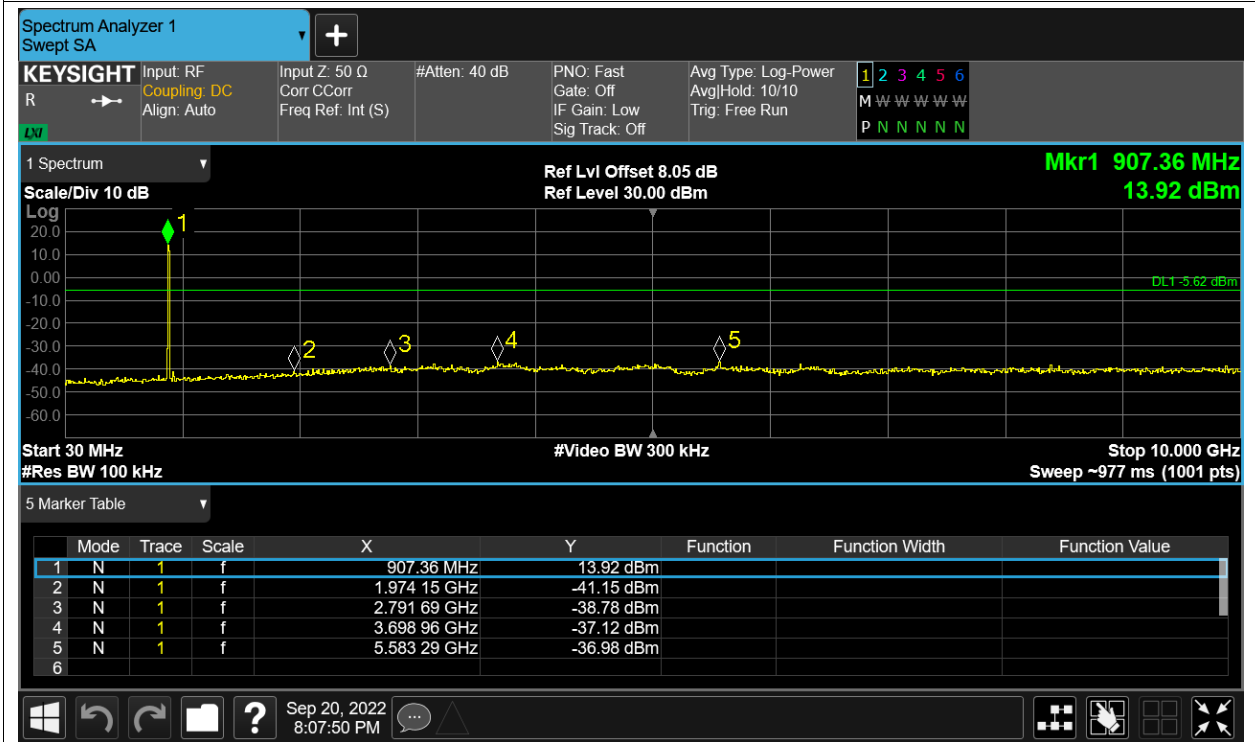 Spectrum Analyzer 1
Swept SA
+
KEYSIGHT Input: RF Input Z: 50 Ω #Atten: 40 dB PNO: Fast Avg Type: Log-Power 1 2 3 4 5 6
R Coupling: DC Corr CCorr Gate: Off Avg|Hold: 10/10 M W W W W W
Align: Auto Freq Ref: Int (S) IF Gain: Low Trig: Free Run
LXI Sig Track: Off P N N N N N
1 Spectrum
Ref Lvl Offset 8.05 dB Mkr1 907.36 MHz
Scale/Div 10 dB Ref Level 30.00 dBm 13.92 dBm
Log
1
20.0
10.0
0.00
DL1 -5.62 dBm
-10.0
-20.0
-30.0
2 3 4 5
-40.0
-50.0
-60.0
Start 30 MHz #Video BW 300 kHz Stop 10.000 GHz
#Res BW 100 kHz Sweep ~977 ms (1001 pts)
5 Marker Table
Mode Trace Scale X Y Function Function Width Function Value
1 N 1 f 907.36 MHz 13.92 dBm
2 N 1 f 1.974 15 GHz -41.15 dBm
3 N 1 f 2.791 69 GHz -38.78 dBm
4 N 1 f 3.698 96 GHz -37.12 dBm
5 N 1 f 5.583 29 GHz -36.98 dBm
6
? Sep 20, 2022
8:07:50 PM